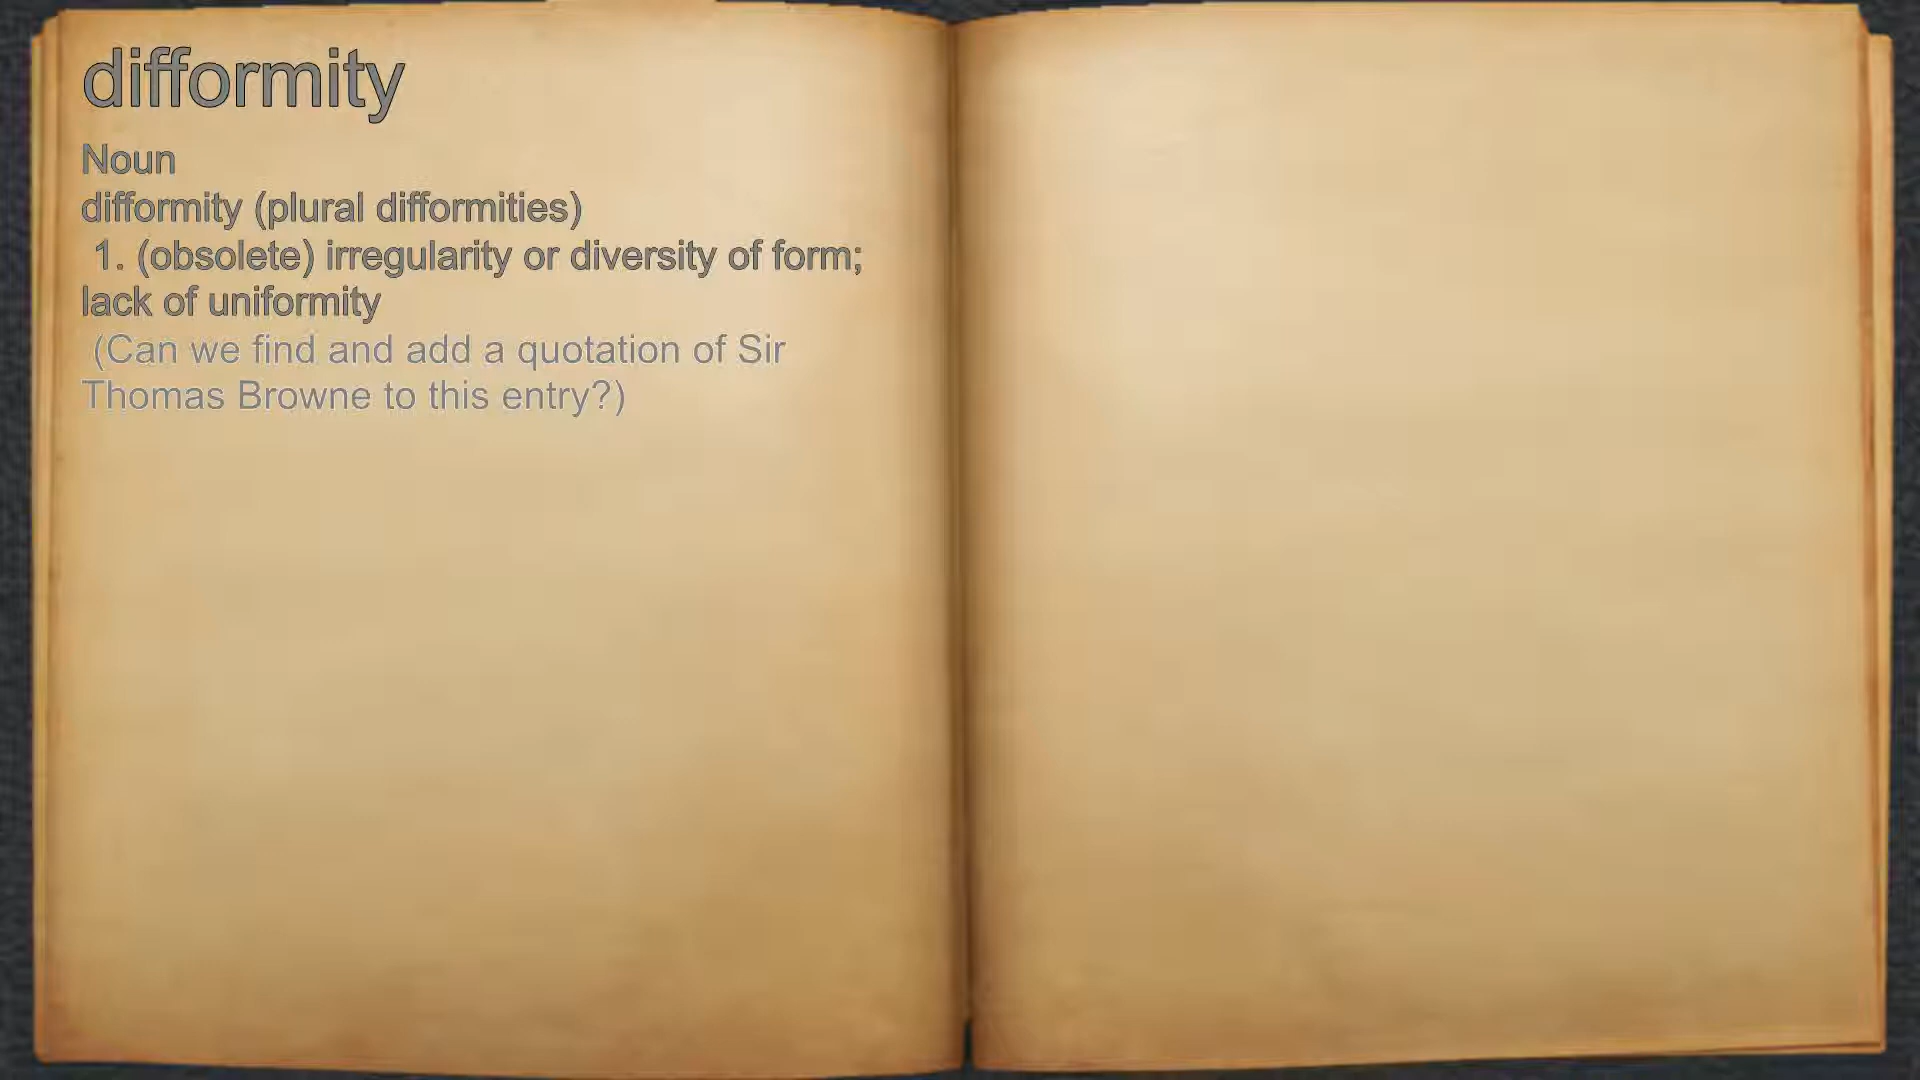 difformity
Noun
difformity (plural difformities)
1. (obsolete) irregularity or diversity of form;
lack of uniformity
(Can we find and add a quotation of Sir
Thomas Browne to this entry?)